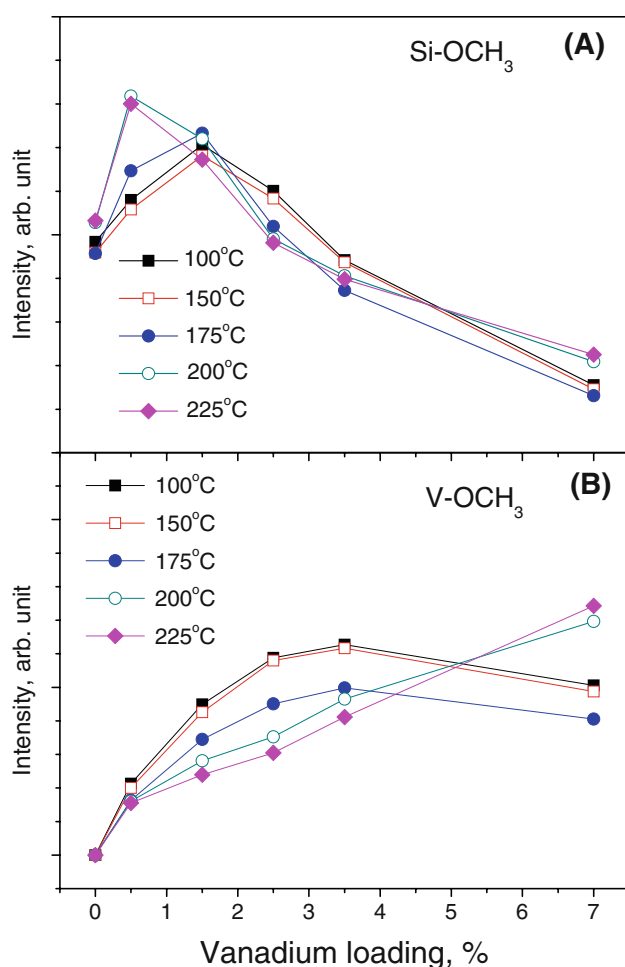 (A)
Si-OCH₃
Intensity, arb. unit
100°C
150°C
175°C
200°C
225°C
(B)
V-OCH₃
Intensity, arb. unit
100°C
150°C
175°C
200°C
225°C
0 1 2 3 4 5 6 7
Vanadium loading, %